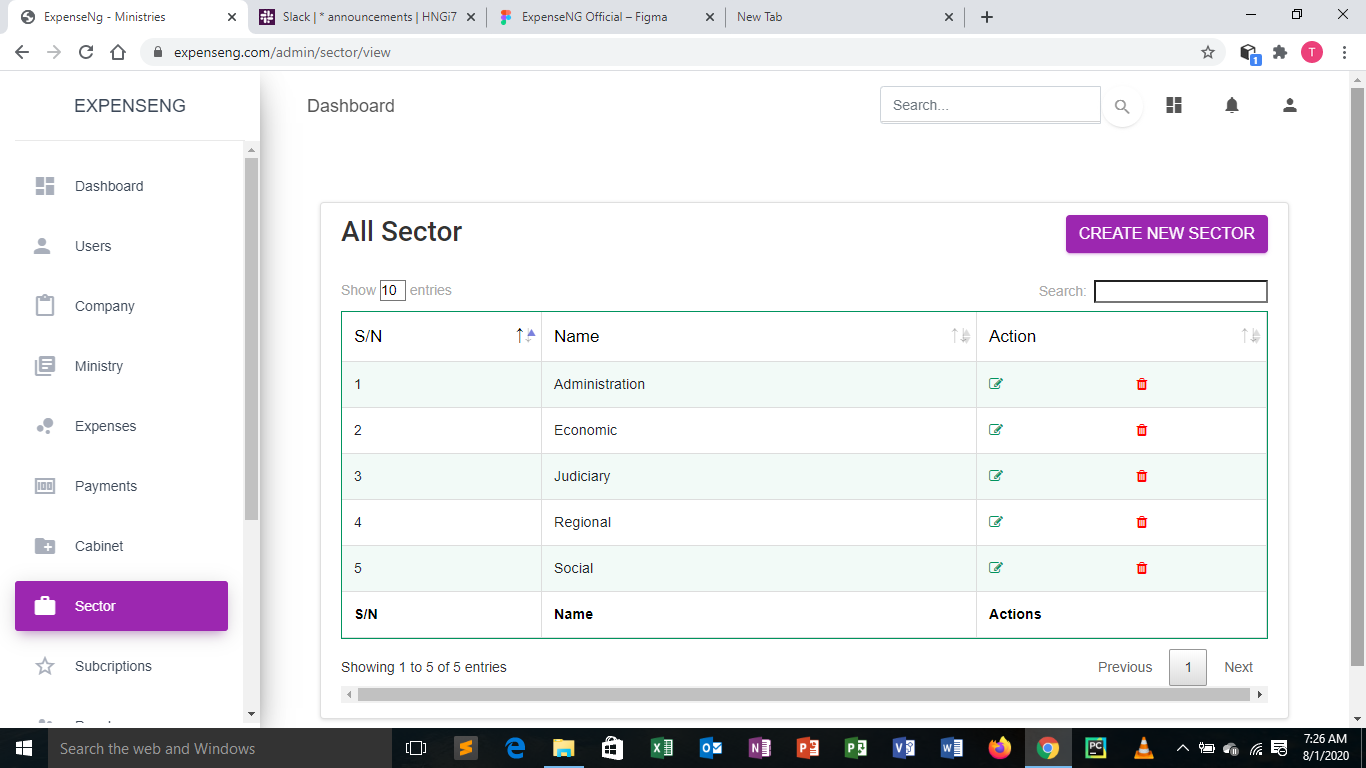 ExpenseNg - Ministries
Slack | * announcements | HNGi7
ExpenseNG Official – Figma
New Tab
expenseng.com/admin/sector/view
1
T
EXPENSENG
Dashboard
Search...
Dashboard
Users
Company
Ministry
Expenses
Payments
Cabinet
Sector
Subcriptions
All Sector
CREATE NEW SECTOR
Show 10 entries
Search:
S/N Name Action
1 Administration
2 Economic
3 Judiciary
4 Regional
5 Social
S/N Name Actions
Showing 1 to 5 of 5 entries
Previous 1 Next
Search the web and Windows
7:26 AM
8/1/2020